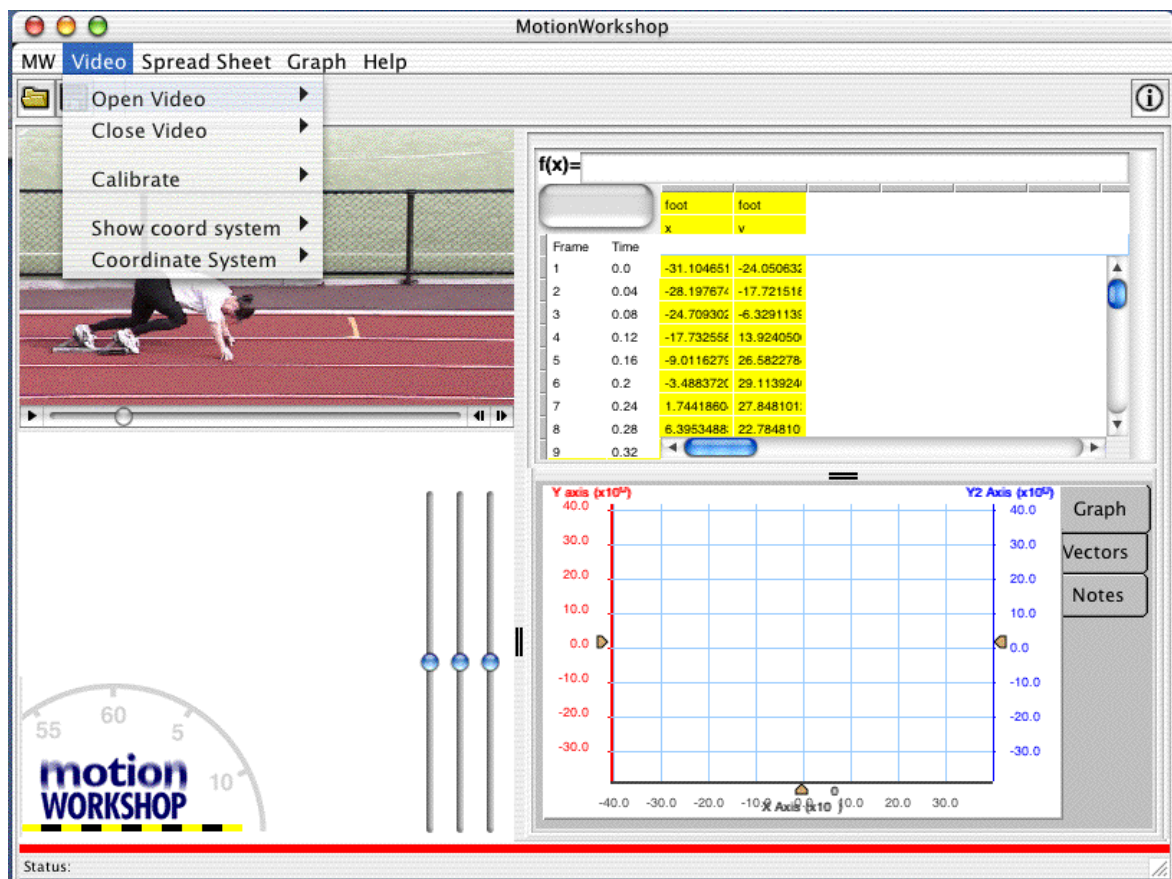 MotionWorkshop
MW Video Spread Sheet Graph Help
Open Video
Close Video
Calibrate
Show coord system
Coordinate System
f(x)=
foot foot
x
Frame Time
1 0.0 -31.104651 -24.050632
2 0.04 -28.197674 -17.721518
3 0.08 -24.709302 -6.3291139
4 0.12 -17.732558 13.9240506
5 0.16 -9.0116279 26.5822784
6 0.2 -3.4883720 29.1139240
7 0.24 1.7441860 27.848101
8 0.28 6.3953488 22.784810
9 0.32
Y axis (x10⁰) Y2 Axis (x10⁰)
40.0 40.0
30.0 30.0
20.0 20.0
10.0 10.0
0.0 0.0
-10.0 -10.0
-20.0 -20.0
-30.0 -30.0
-40.0 -30.0 -20.0 -10.0 0.0 10.0 20.0 30.0
X Axis (x10⁰)
Graph
Vectors
Notes
55 60 5 10
motion
WORKSHOP
Status: